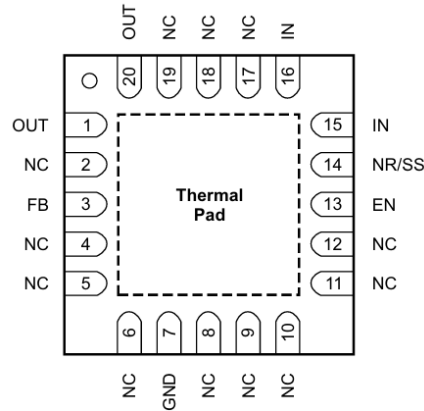 OUT NC NC NC IN
20 19 18 17 16
OUT 1 15 IN
NC 2 14 NR/SS
FB 3 13 EN
NC 4 12 NC
NC 5 11 NC
Thermal
Pad
6 7 8 9 10
NC GND NC NC NC